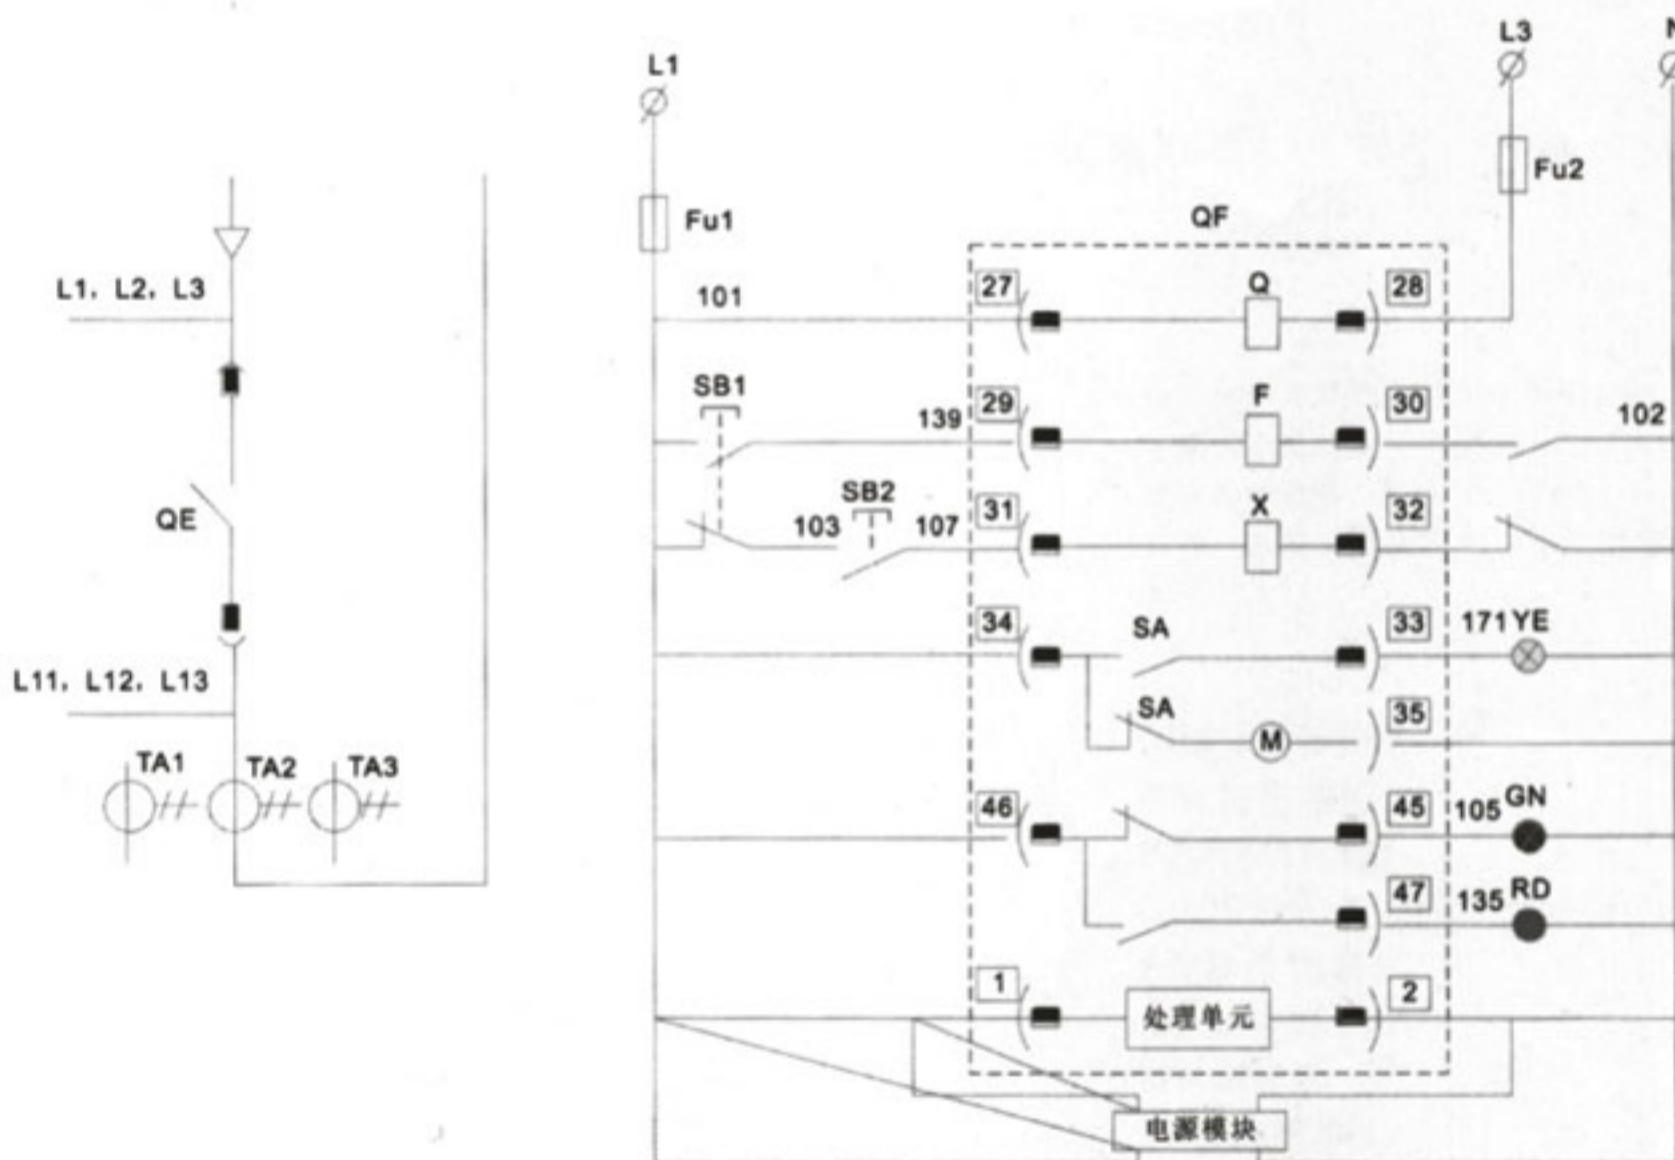 L1
L3
N
Fu1
Fu2
QF
L1, L2, L3
101
27
Q
28
SB1
139
29
F
30
102
QE
103
SB2
107
31
X
32
34
SA
33
171 YE
L11, L12, L13
SA
M
35
TA1
TA2
TA3
46
45
105 GN
47
135 RD
1
处理单元
2
电源模块